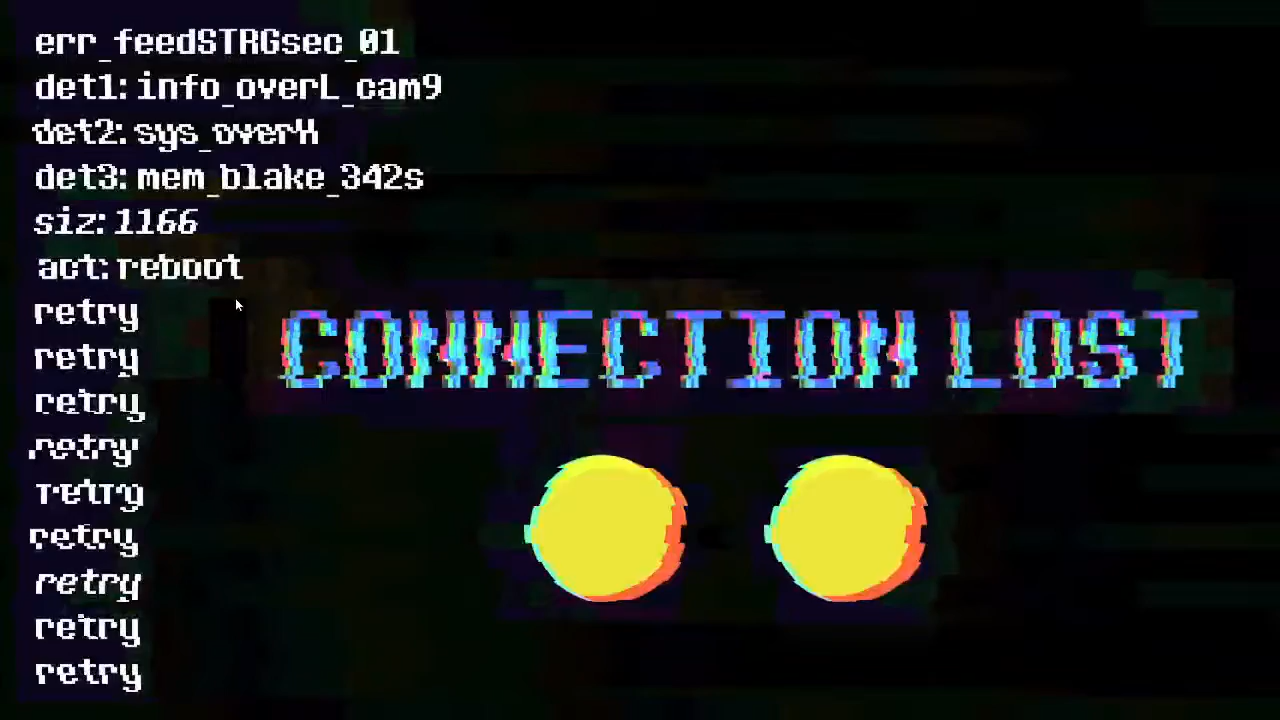 err_feedSTRGsec_01
det1: info_overL_cam9
det2: sys_overH
det3: mem_blake_342s
siz: 1166
act: reboot
retry
retry
CONNECTION LOST
retry
retry
retry
retry
retry
retry
retry